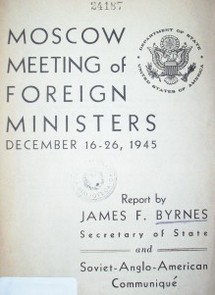 24187
MOSCOW
MEETING of
FOREIGN
MINISTERS
DECEMBER 16-26, 1945
DEPARTMENT OF STATE
UNITED STATES OF AMERICA
Report by
JAMES F. BYRNES
Secretary of State
and
Soviet-Anglo-American
Communiqué